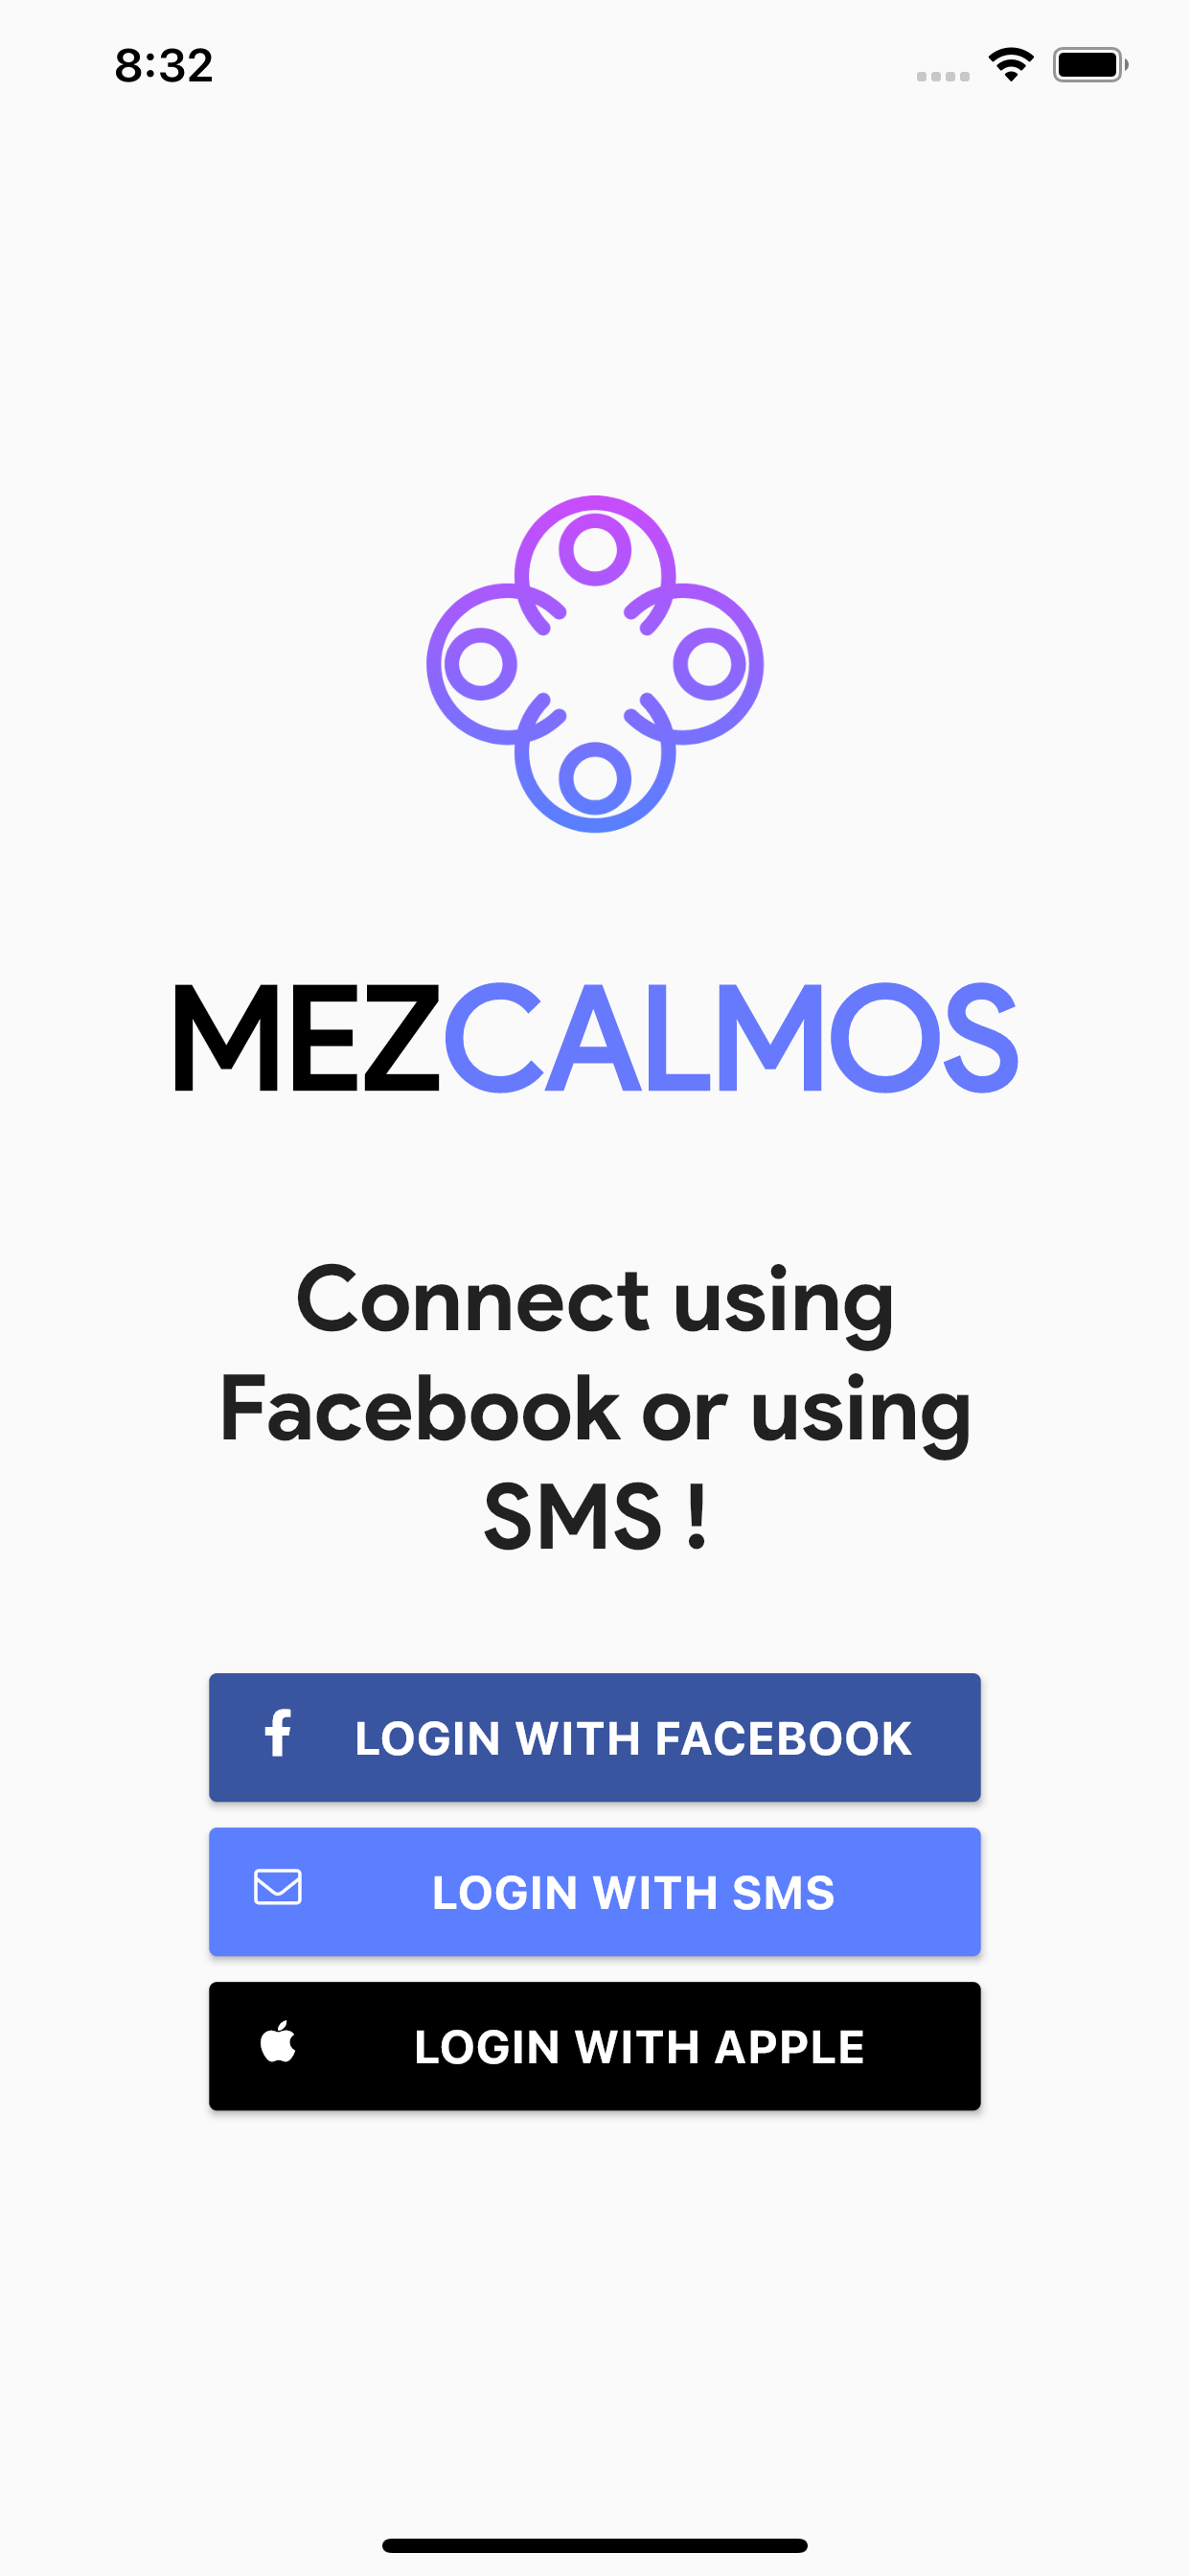 8:32
MEZCALMOS
Connect using
Facebook or using
SMS !
LOGIN WITH FACEBOOK
LOGIN WITH SMS
LOGIN WITH APPLE